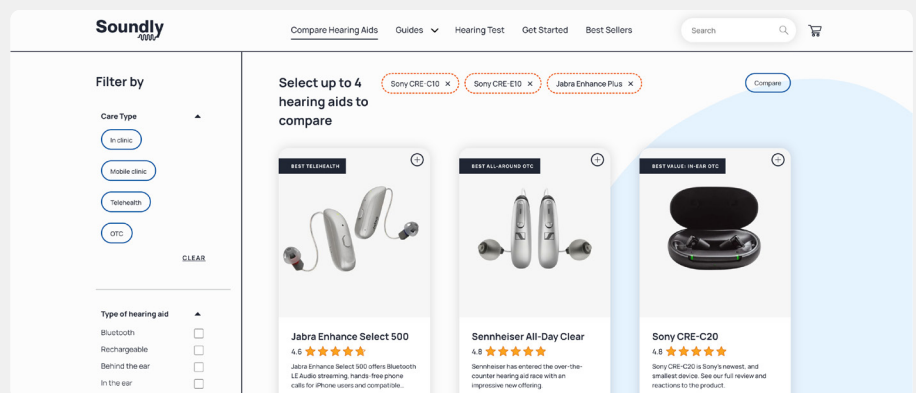 Soundly
Compare Hearing Aids
Guides
Hearing Test
Get Started
Best Sellers
Search
Filter by
Care Type
In clinic
Mobile clinic
Telehealth
OTC
CLEAR
Type of hearing aid
Bluetooth
Rechargeable
Behind the ear
In the ear
Select up to 4
hearing aids to
compare
Sony CRE-C10 ×
Sony CRE-E10 ×
Jabra Enhance Plus ×
Compare
BEST TELEHEALTH
Jabra Enhance Select 500
4.6
Jabra Enhance Select 500 offers Bluetooth
LE Audio streaming, hands-free phone
calls for iPhone users and compatible...
BEST ALL-AROUND OTC
Sennheiser All-Day Clear
4.8
Sennheiser has entered the over-the-
counter hearing aid race with an
impressive new offering.
BEST VALUE: IN-EAR OTC
Sony CRE-C20
4.8
Sony CRE-C20 is Sony's newest, and
smallest device. See our full review and
reactions to the product.